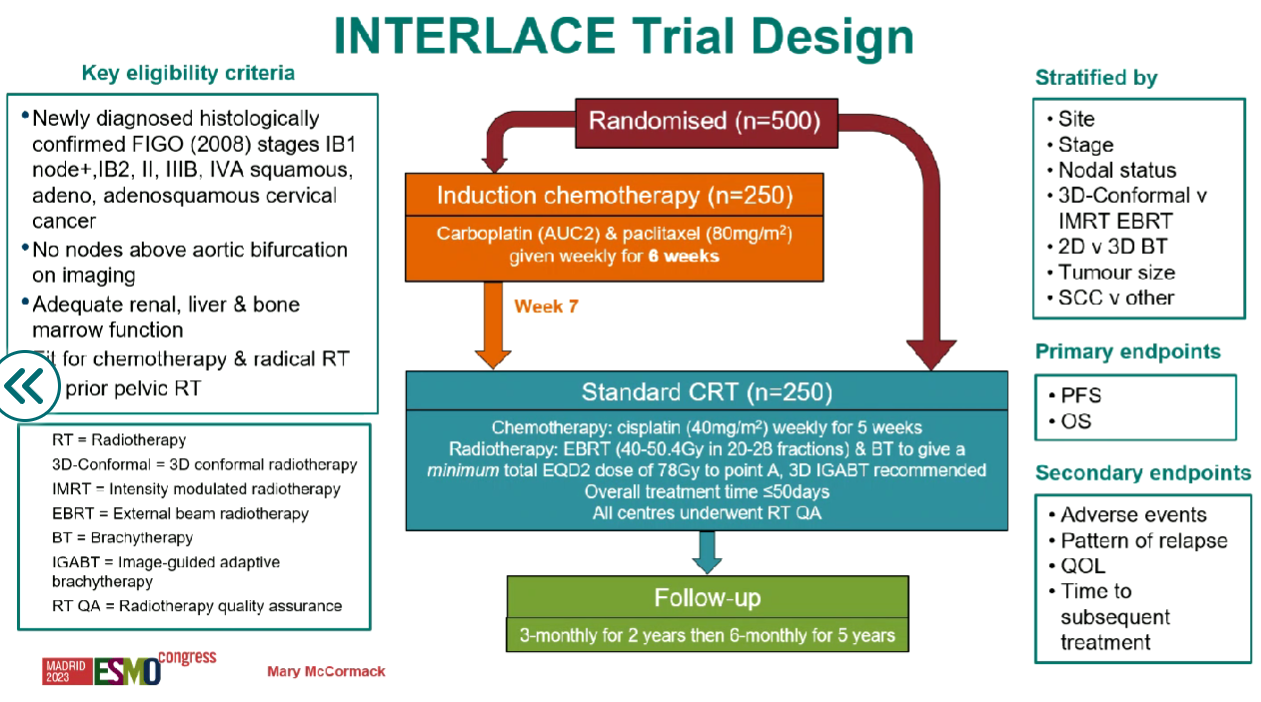 INTERLACE Trial Design
Key eligibility criteria
• Newly diagnosed histologically
confirmed FIGO (2008) stages IB1
node+,IB2, II, IIIB, IVA squamous,
adeno, adenosquamous cervical
cancer
• No nodes above aortic bifurcation
on imaging
• Adequate renal, liver & bone
marrow function
Fit for chemotherapy & radical RT
prior pelvic RT
RT = Radiotherapy
3D-Conformal = 3D conformal radiotherapy
IMRT = Intensity modulated radiotherapy
EBRT = External beam radiotherapy
BT = Brachytherapy
IGABT = Image-guided adaptive
brachytherapy
RT QA = Radiotherapy quality assurance
Randomised (n=500)
Induction chemotherapy (n=250)
Carboplatin (AUC2) & paclitaxel (80mg/m²)
given weekly for 6 weeks
Week 7
Standard CRT (n=250)
Chemotherapy: cisplatin (40mg/m²) weekly for 5 weeks
Radiotherapy: EBRT (40-50.4Gy in 20-28 fractions) & BT to give a
minimum total EQD2 dose of 78Gy to point A, 3D IGABT recommended
Overall treatment time ≤50days
All centres underwent RT QA
Follow-up
3-monthly for 2 years then 6-monthly for 5 years
Stratified by
• Site
• Stage
• Nodal status
• 3D-Conformal v
IMRT EBRT
• 2D v 3D BT
• Tumour size
• SCC v other
Primary endpoints
• PFS
• OS
Secondary endpoints
• Adverse events
• Pattern of relapse
• QOL
• Time to
subsequent
treatment
MADRID
2023
ESMO congress
Mary McCormack